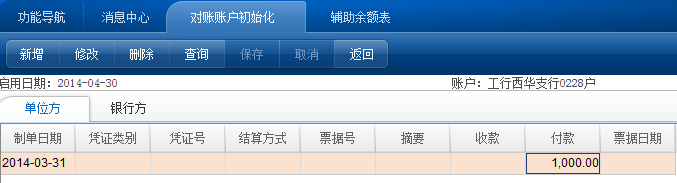 功能导航 消息中心 对账账户初始化 辅助余额表
新增 修改 删除 查询 保存 取消 返回
启用日期：2014-04-30 账户：工行西华支行0228户
单位方 银行方
制单日期 凭证类别 凭证号 结算方式 票据号 摘要 收款 付款 票据日期
2014-03-31 1,000.00